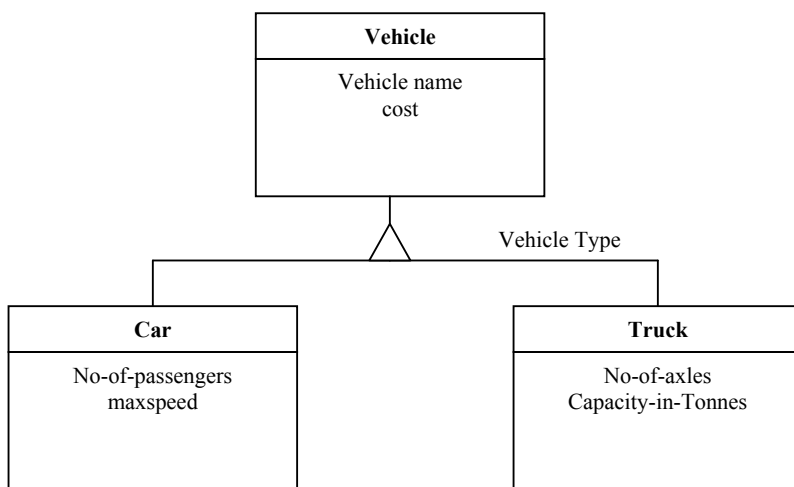 Vehicle
Vehicle name
cost
Vehicle Type
Car
No-of-passengers
maxspeed
Truck
No-of-axles
Capacity-in-Tonnes